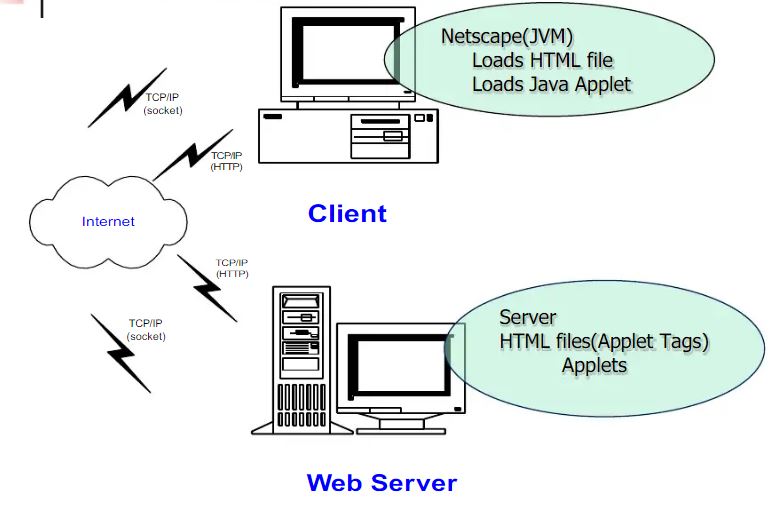 Netscape(JVM)
Loads HTML file
Loads Java Applet
TCP/IP
(socket)
TCP/IP
(HTTP)
Client
Internet
TCP/IP
(HTTP)
TCP/IP
(socket)
Server
HTML files(Applet Tags)
Applets
Web Server